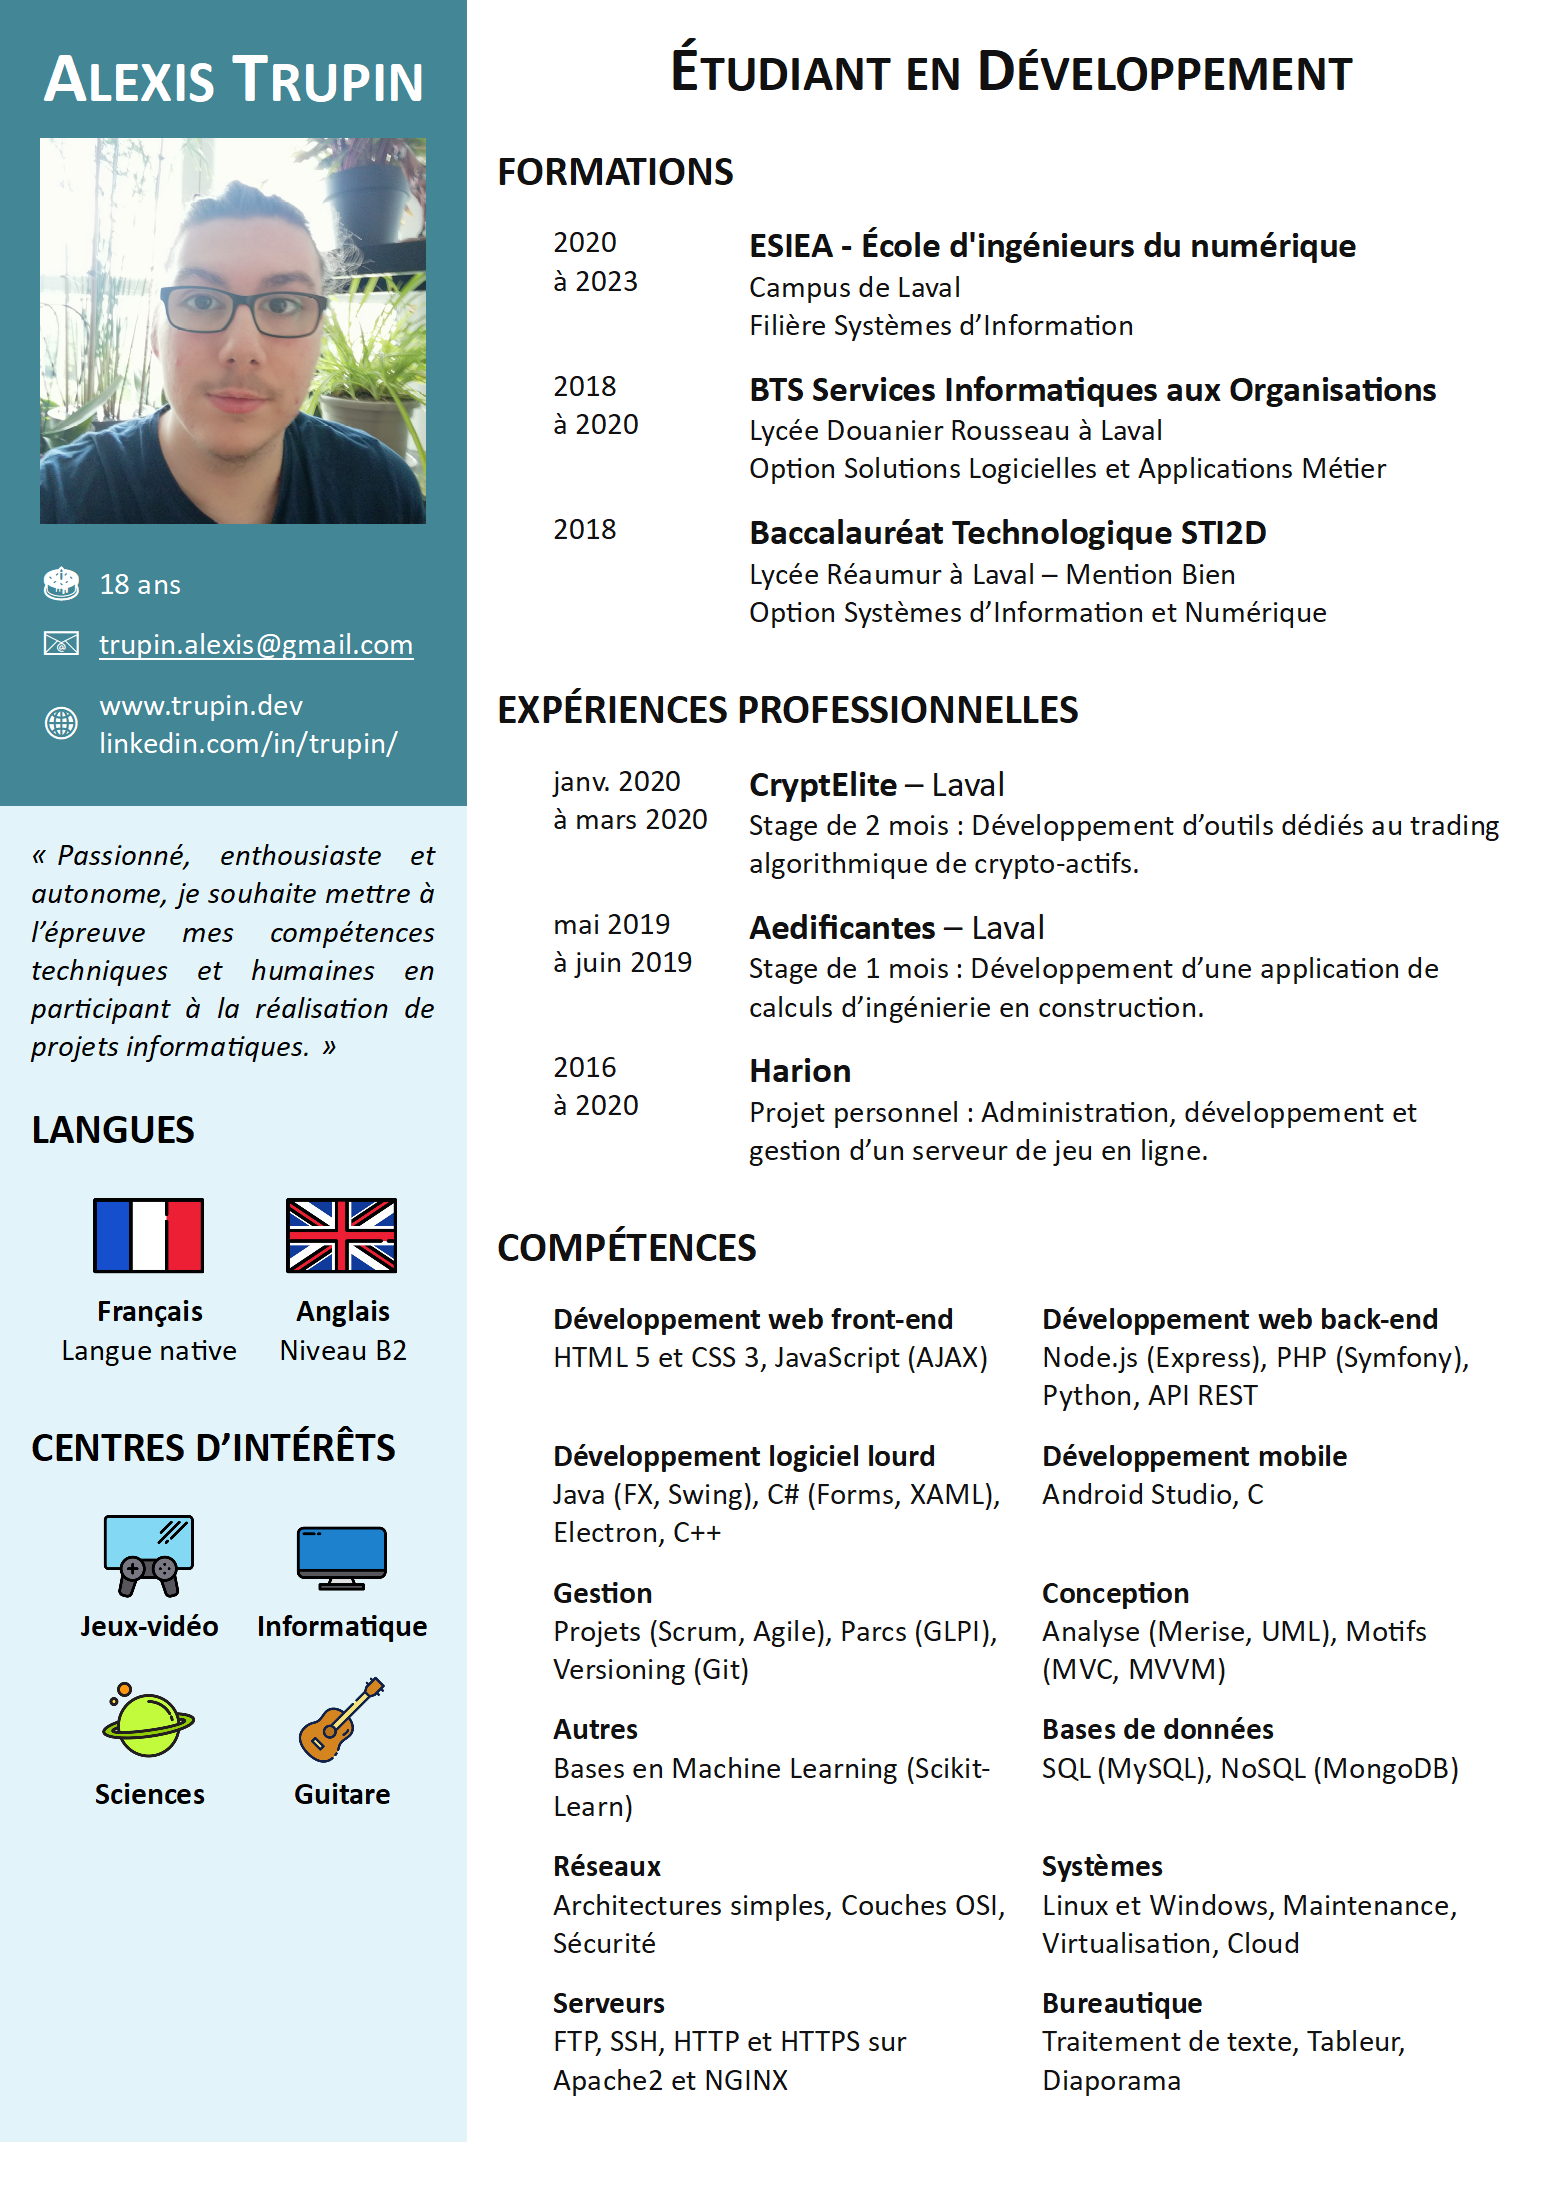 ALEXIS TRUPIN
18 ans
trupin.alexis@gmail.com
www.trupin.dev
linkedin.com/in/trupin/
« Passionné, enthousiaste et
autonome, je souhaite mettre à
l’épreuve mes compétences
techniques et humaines en
participant à la réalisation de
projets informatiques. »
LANGUES
Français
Langue native
Anglais
Niveau B2
CENTRES D’INTÉRÊTS
Jeux-vidéo
Informatique
Sciences
Guitare
ÉTUDIANT EN DÉVELOPPEMENT
FORMATIONS
2020
à 2023
ESIEA - École d'ingénieurs du numérique
Campus de Laval
Filière Systèmes d’Information
2018
à 2020
BTS Services Informatiques aux Organisations
Lycée Douanier Rousseau à Laval
Option Solutions Logicielles et Applications Métier
2018
Baccalauréat Technologique STI2D
Lycée Réaumur à Laval – Mention Bien
Option Systèmes d’Information et Numérique
EXPÉRIENCES PROFESSIONNELLES
janv. 2020
à mars 2020
CryptElite – Laval
Stage de 2 mois : Développement d’outils dédiés au trading
algorithmique de crypto-actifs.
mai 2019
à juin 2019
Aedificantes – Laval
Stage de 1 mois : Développement d’une application de
calculs d’ingénierie en construction.
2016
à 2020
Harion
Projet personnel : Administration, développement et
gestion d’un serveur de jeu en ligne.
COMPÉTENCES
Développement web front-end
HTML 5 et CSS 3, JavaScript (AJAX)
Développement web back-end
Node.js (Express), PHP (Symfony),
Python, API REST
Développement logiciel lourd
Java (FX, Swing), C# (Forms, XAML),
Electron, C++
Développement mobile
Android Studio, C
Gestion
Projets (Scrum, Agile), Parcs (GLPI),
Versioning (Git)
Conception
Analyse (Merise, UML), Motifs
(MVC, MVVM)
Autres
Bases en Machine Learning (Scikit-
Learn)
Bases de données
SQL (MySQL), NoSQL (MongoDB)
Réseaux
Architectures simples, Couches OSI,
Sécurité
Systèmes
Linux et Windows, Maintenance,
Virtualisation, Cloud
Serveurs
FTP, SSH, HTTP et HTTPS sur
Apache2 et NGINX
Bureautique
Traitement de texte, Tableur,
Diaporama